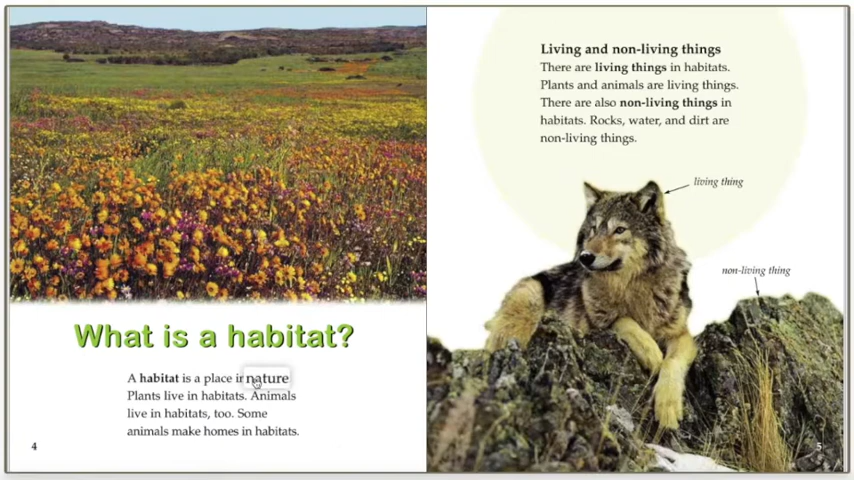 What is a habitat?
A habitat is a place in nature
Plants live in habitats. Animals
live in habitats, too. Some
animals make homes in habitats.
4
Living and non-living things
There are living things in habitats.
Plants and animals are living things.
There are also non-living things in
habitats. Rocks, water, and dirt are
non-living things.
living thing
non-living thing
5